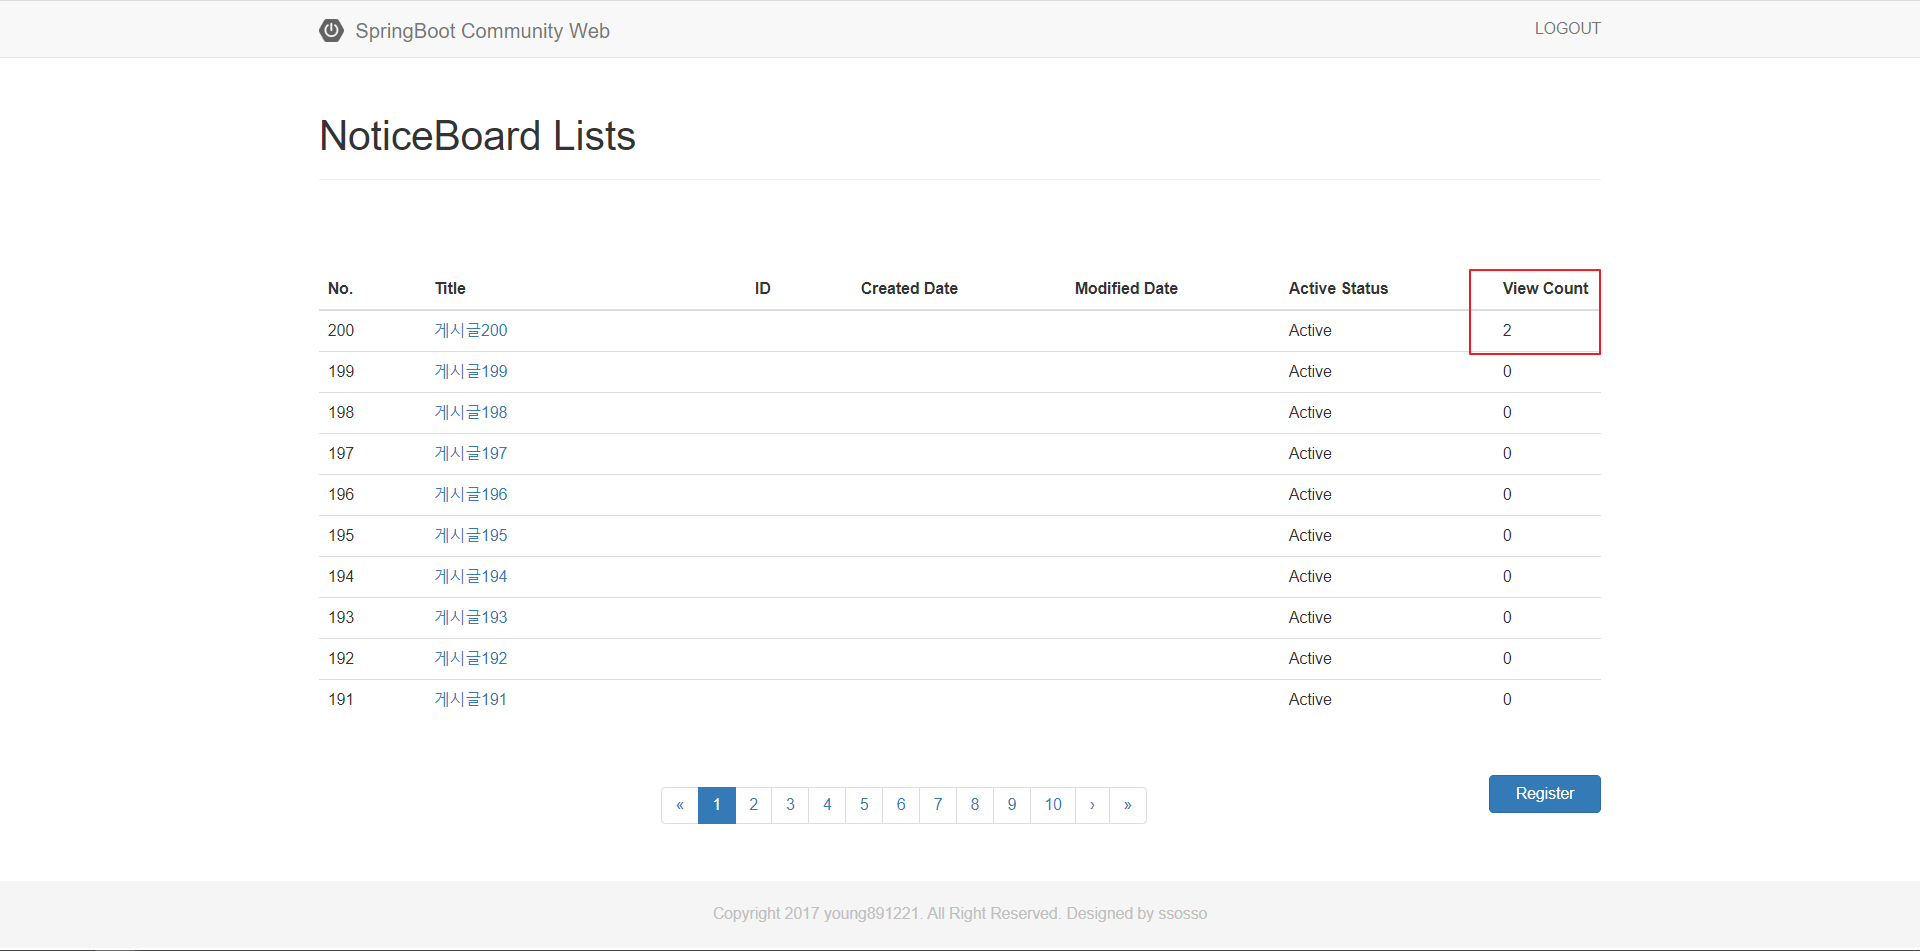 SpringBoot Community Web LOGOUT
NoticeBoard Lists
No. Title ID Created Date Modified Date Active Status View Count
200 게시글200 Active 2
199 게시글199 Active 0
198 게시글198 Active 0
197 게시글197 Active 0
196 게시글196 Active 0
195 게시글195 Active 0
194 게시글194 Active 0
193 게시글193 Active 0
192 게시글192 Active 0
191 게시글191 Active 0
« 1 2 3 4 5 6 7 8 9 10 › » Register
Copyright 2017 young891221. All Right Reserved. Designed by ssosso